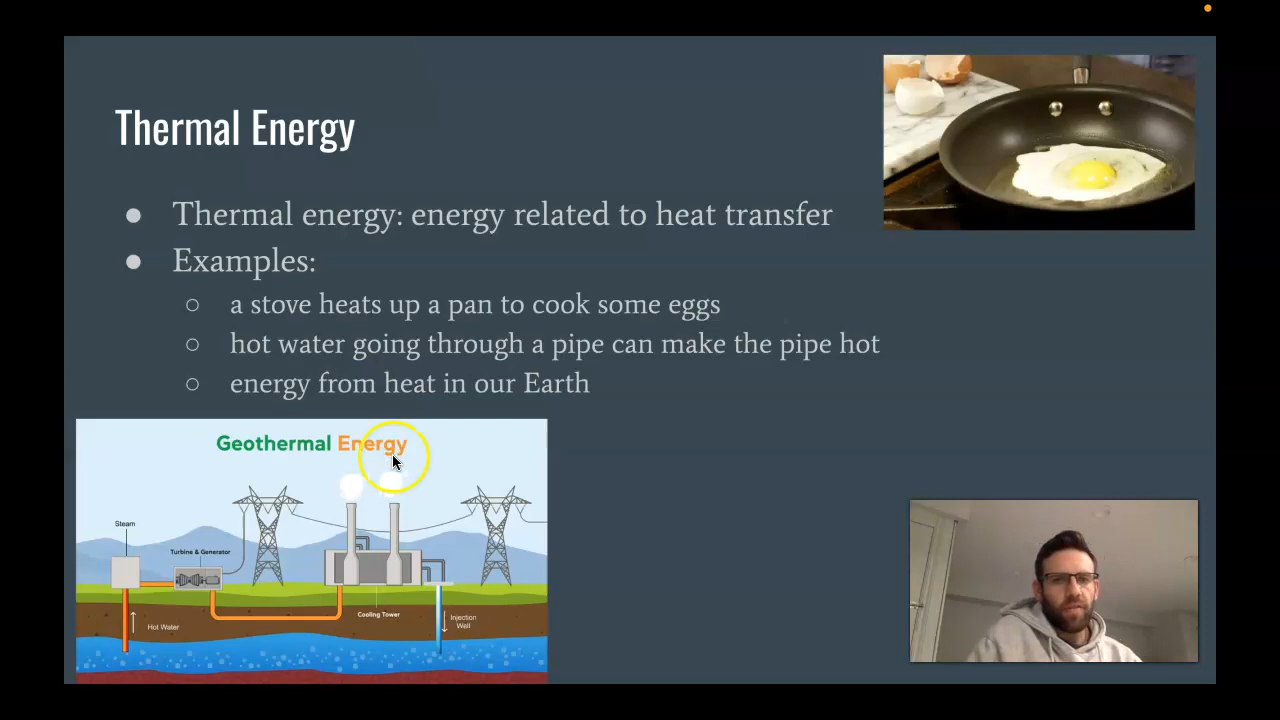 Thermal Energy
● Thermal energy: energy related to heat transfer
● Examples:
○ a stove heats up a pan to cook some eggs
○ hot water going through a pipe can make the pipe hot
○ energy from heat in our Earth
Geothermal Energy
Steam
Turbine & Generator
Cooling Tower
Hot Water
Injection
Well